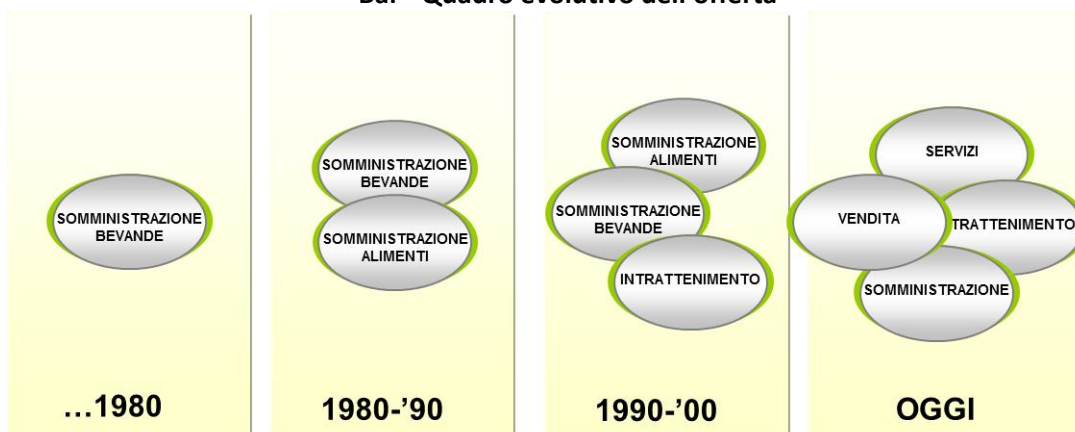 Bar - Quadro evolutivo dell'offerta
SOMMINISTRAZIONE
BEVANDE
…1980
SOMMINISTRAZIONE
BEVANDE
SOMMINISTRAZIONE
ALIMENTI
1980-’90
SOMMINISTRAZIONE
ALIMENTI
SOMMINISTRAZIONE
BEVANDE
INTRATTENIMENTO
1990-’00
SERVIZI
VENDITA
TRATTENIMENTO
SOMMINISTRAZIONE
OGGI